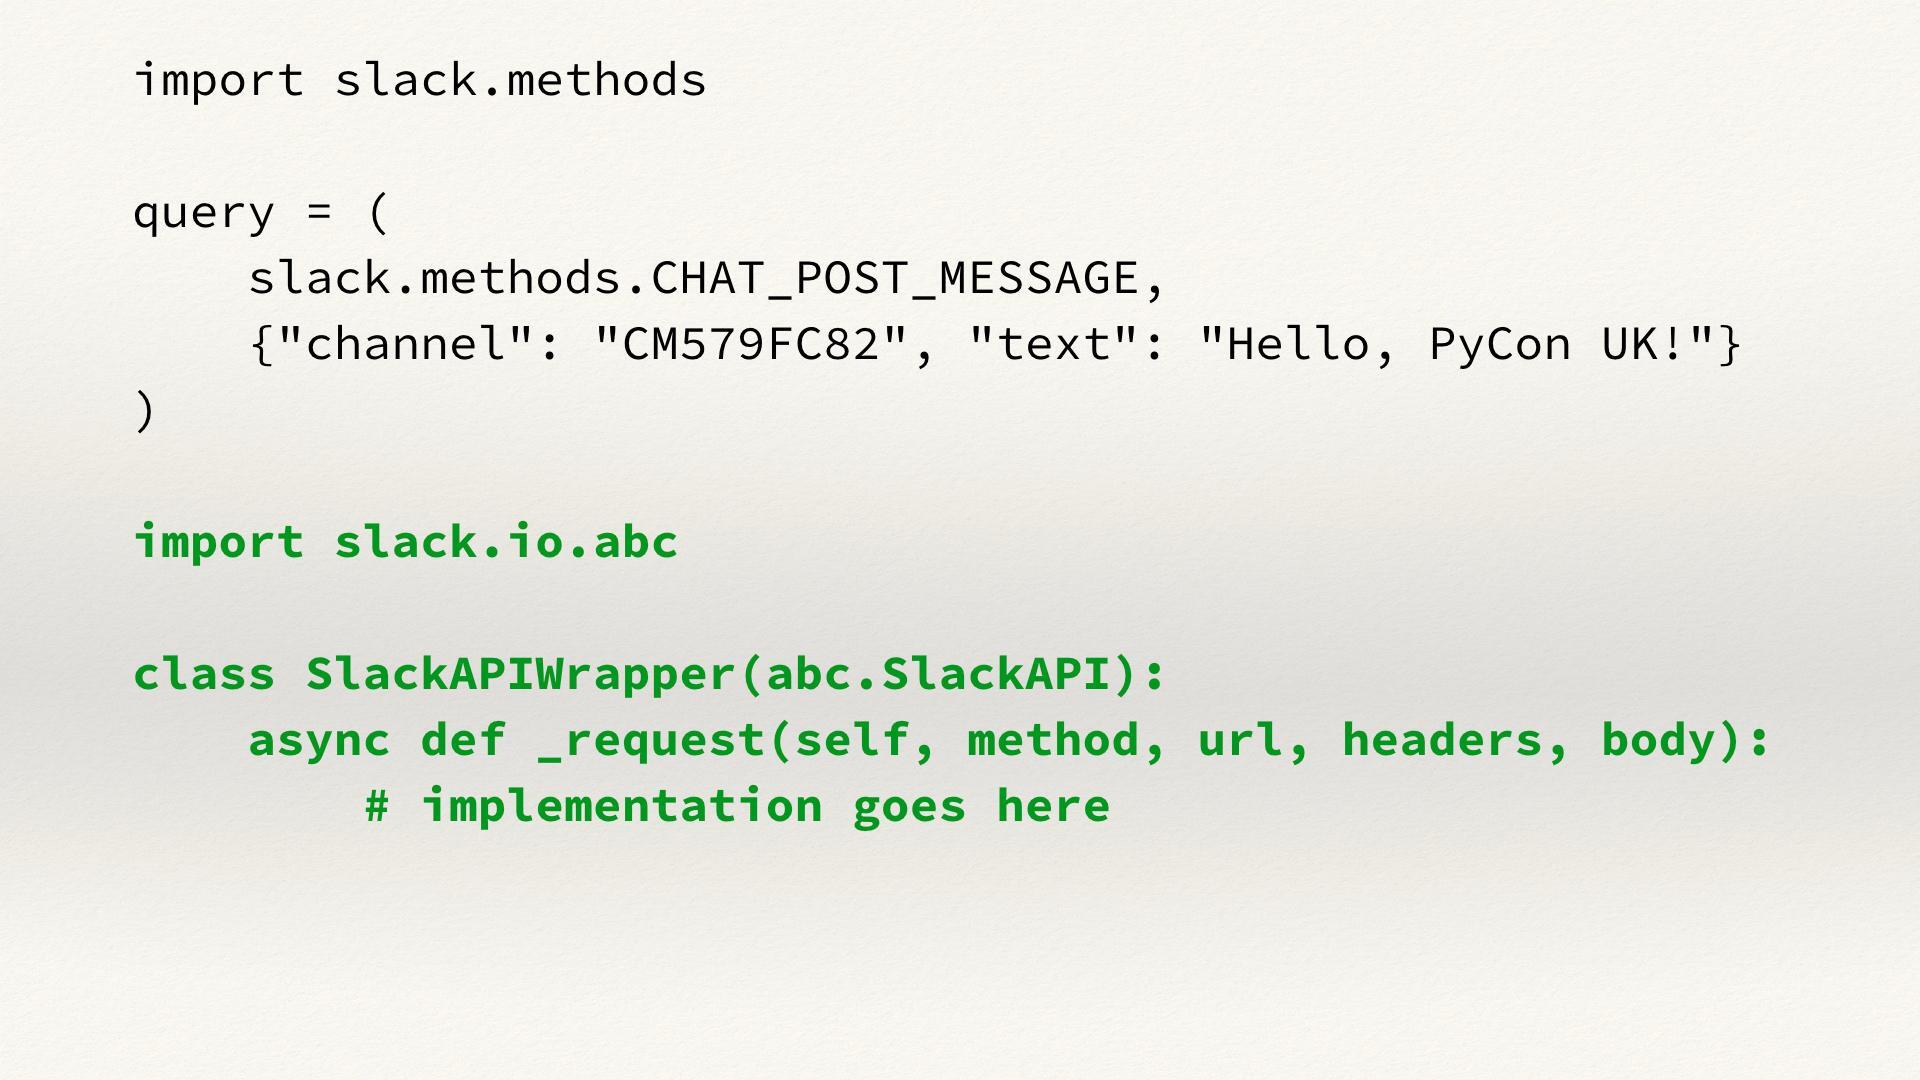 import slack.methods
query = (
    slack.methods.CHAT_POST_MESSAGE,
    {"channel": "CM579FC82", "text": "Hello, PyCon UK!"}
)
import slack.io.abc
class SlackAPIWrapper(abc.SlackAPI):
    async def _request(self, method, url, headers, body):
        # implementation goes here